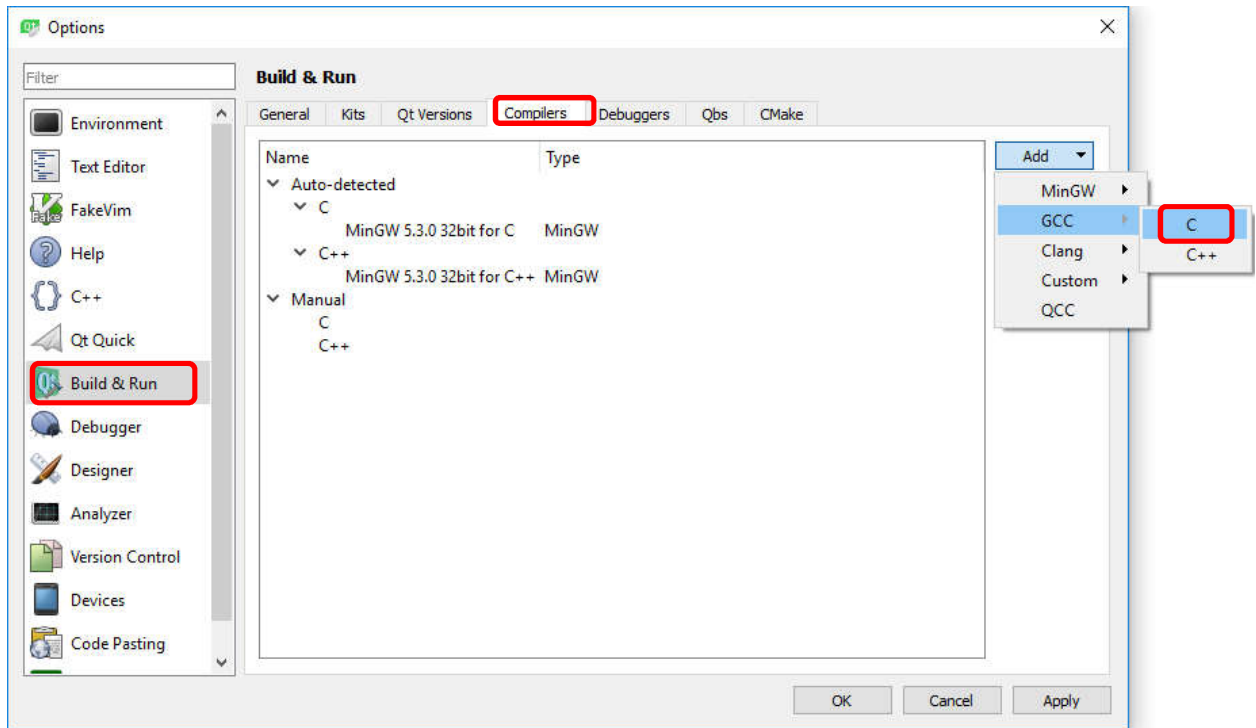 Options
Filter
Build & Run
General Kits Qt Versions Compilers Debuggers Qbs CMake
Environment
Text Editor
FakeVim
Help
C++
Qt Quick
Build & Run
Debugger
Designer
Analyzer
Version Control
Devices
Code Pasting
Name Type
Auto-detected
C
MinGW 5.3.0 32bit for C MinGW
C++
MinGW 5.3.0 32bit for C++ MinGW
Manual
C
C++
Add
MinGW
GCC
Clang
Custom
QCC
C
C++
OK Cancel Apply